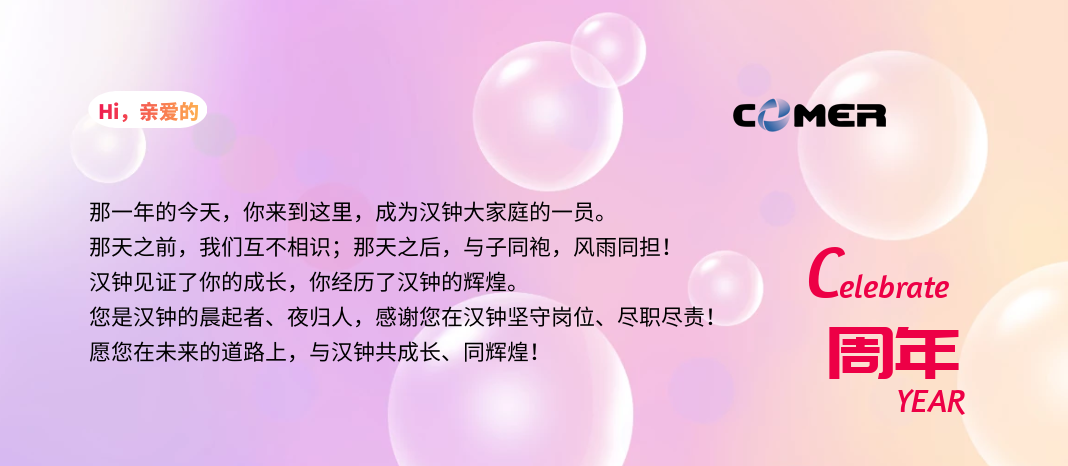 Hi，亲爱的
COMER
那一年的今天，你来到这里，成为汉钟大家庭的一员。
那天之前，我们互不相识；那天之后，与子同袍，风雨同担！
汉钟见证了你的成长，你经历了汉钟的辉煌。
您是汉钟的晨起者、夜归人，感谢您在汉钟坚守岗位、尽职尽责！
愿您在未来的道路上，与汉钟共成长、同辉煌！
Celebrate
周年
YEAR